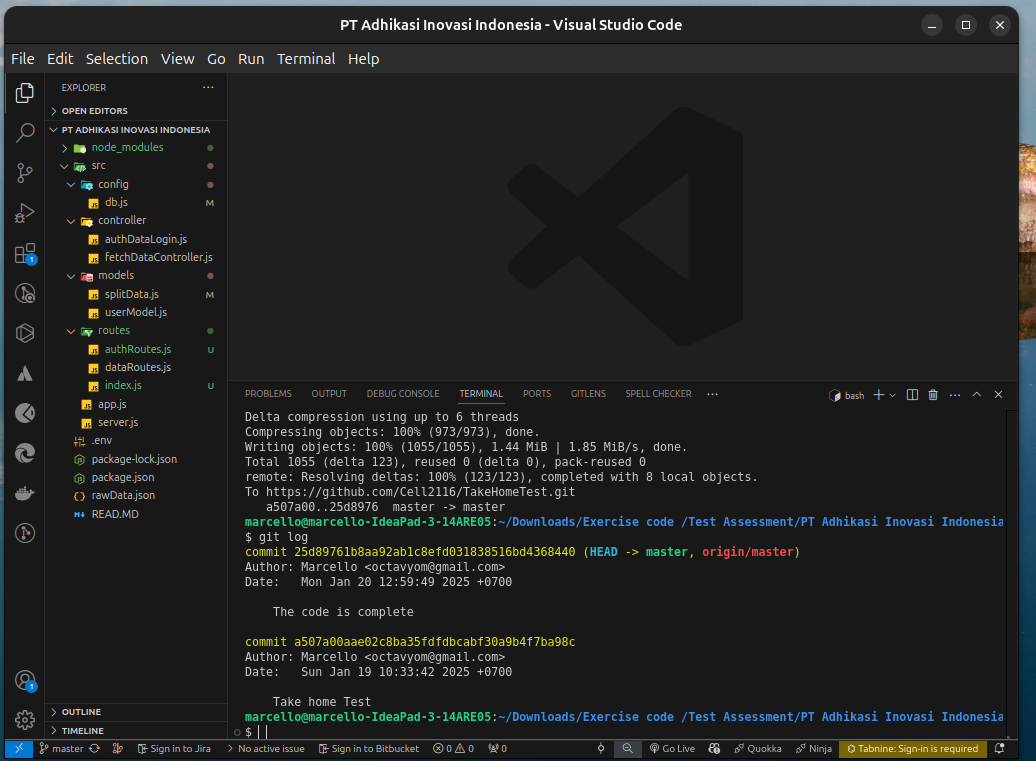 PT Adhikasi Inovasi Indonesia - Visual Studio Code
File Edit Selection View Go Run Terminal Help
EXPLORER
OPEN EDITORS
PT ADHIKASI INOVASI INDONESIA
node_modules
src
config
db.js M
controller
authDataLogin.js
fetchDataController.js
models
splitData.js M
userModel.js
routes
authRoutes.js U
dataRoutes.js
index.js U
app.js
server.js
.env
package-lock.json
package.json
rawData.json
READ.MD
OUTLINE
TIMELINE
1
1
PROBLEMS OUTPUT DEBUG CONSOLE TERMINAL PORTS GITLENS SPELL CHECKER
bash
Delta compression using up to 6 threads
Compressing objects: 100% (973/973), done.
Writing objects: 100% (1055/1055), 1.44 MiB | 1.85 MiB/s, done.
Total 1055 (delta 123), reused 0 (delta 0), pack-reused 0
remote: Resolving deltas: 100% (123/123), completed with 8 local objects.
To https://github.com/Cell2116/TakeHomeTest.git
a507a00..25d8976 master -> master
marcello@marcello-IdeaPad-3-14ARE05:~/Downloads/Exercise code /Test Assessment/PT Adhikasi Inovasi Indonesia
$ git log
commit 25d89761b8aa92ab1c8efd031838516bd4368440 (HEAD -> master, origin/master)
Author: Marcello <octavyom@gmail.com>
Date: Mon Jan 20 12:59:49 2025 +0700
The code is complete
commit a507a00aae02c8ba35fdfdbcabf30a9b4f7ba98c
Author: Marcello <octavyom@gmail.com>
Date: Sun Jan 19 10:33:42 2025 +0700
Take home Test
marcello@marcello-IdeaPad-3-14ARE05:~/Downloads/Exercise code /Test Assessment/PT Adhikasi Inovasi Indonesia
$
master Sign in to Jira No active issue Sign in to Bitbucket 0 0 0 Go Live Quokka Ninja Tabnine: Sign-in is required